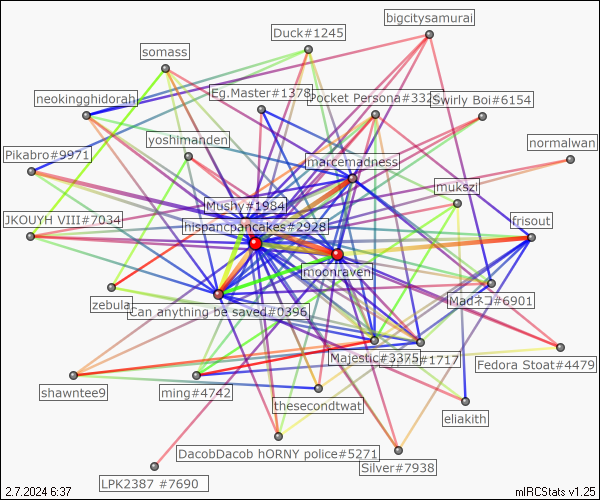 bigcitysamurai
Duck#1245
somass
Eg.Master#1378
Pocket Persona#332
Swirly Boi#6154
neokingghidorah
yoshimanden
normalwan
Pikabro#9971
marcemadness
mukszi
Mushy#1984
JKOUYH VIII#7034
hispancpancakes#2928
frisout
moonraven
zebula
Can anything be saved#0396
Madネコ#6901
Majestic#3375
#1717
Fedora Stoat#4479
shawntee9
ming#4742
thesecondtwat
eliakith
DacobDacob hORNY police#5271
Silver#7938
LPK2387 #7690
2.7.2024 6:37
mIRCStats v1.25